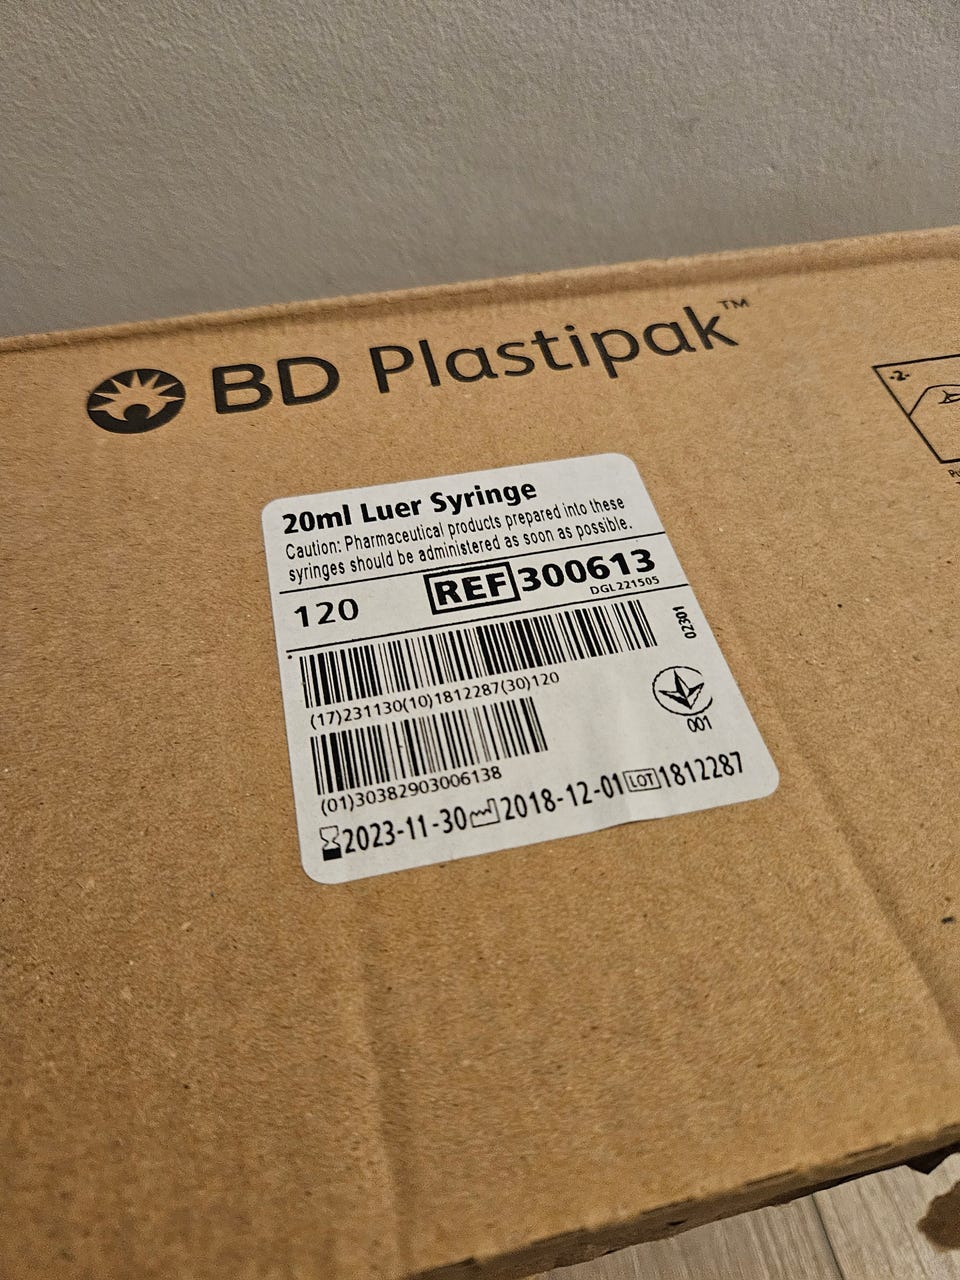 BD Plastipak™
-2-
20ml Luer Syringe
Caution: Pharmaceutical products prepared into these
syringes should be administered as soon as possible.
120
REF 300613
DGL221505
02301
(17)231130(10)1812287(30)120
001
(01)30382903006138
2023-11-30 2018-12-01 LOT 1812287